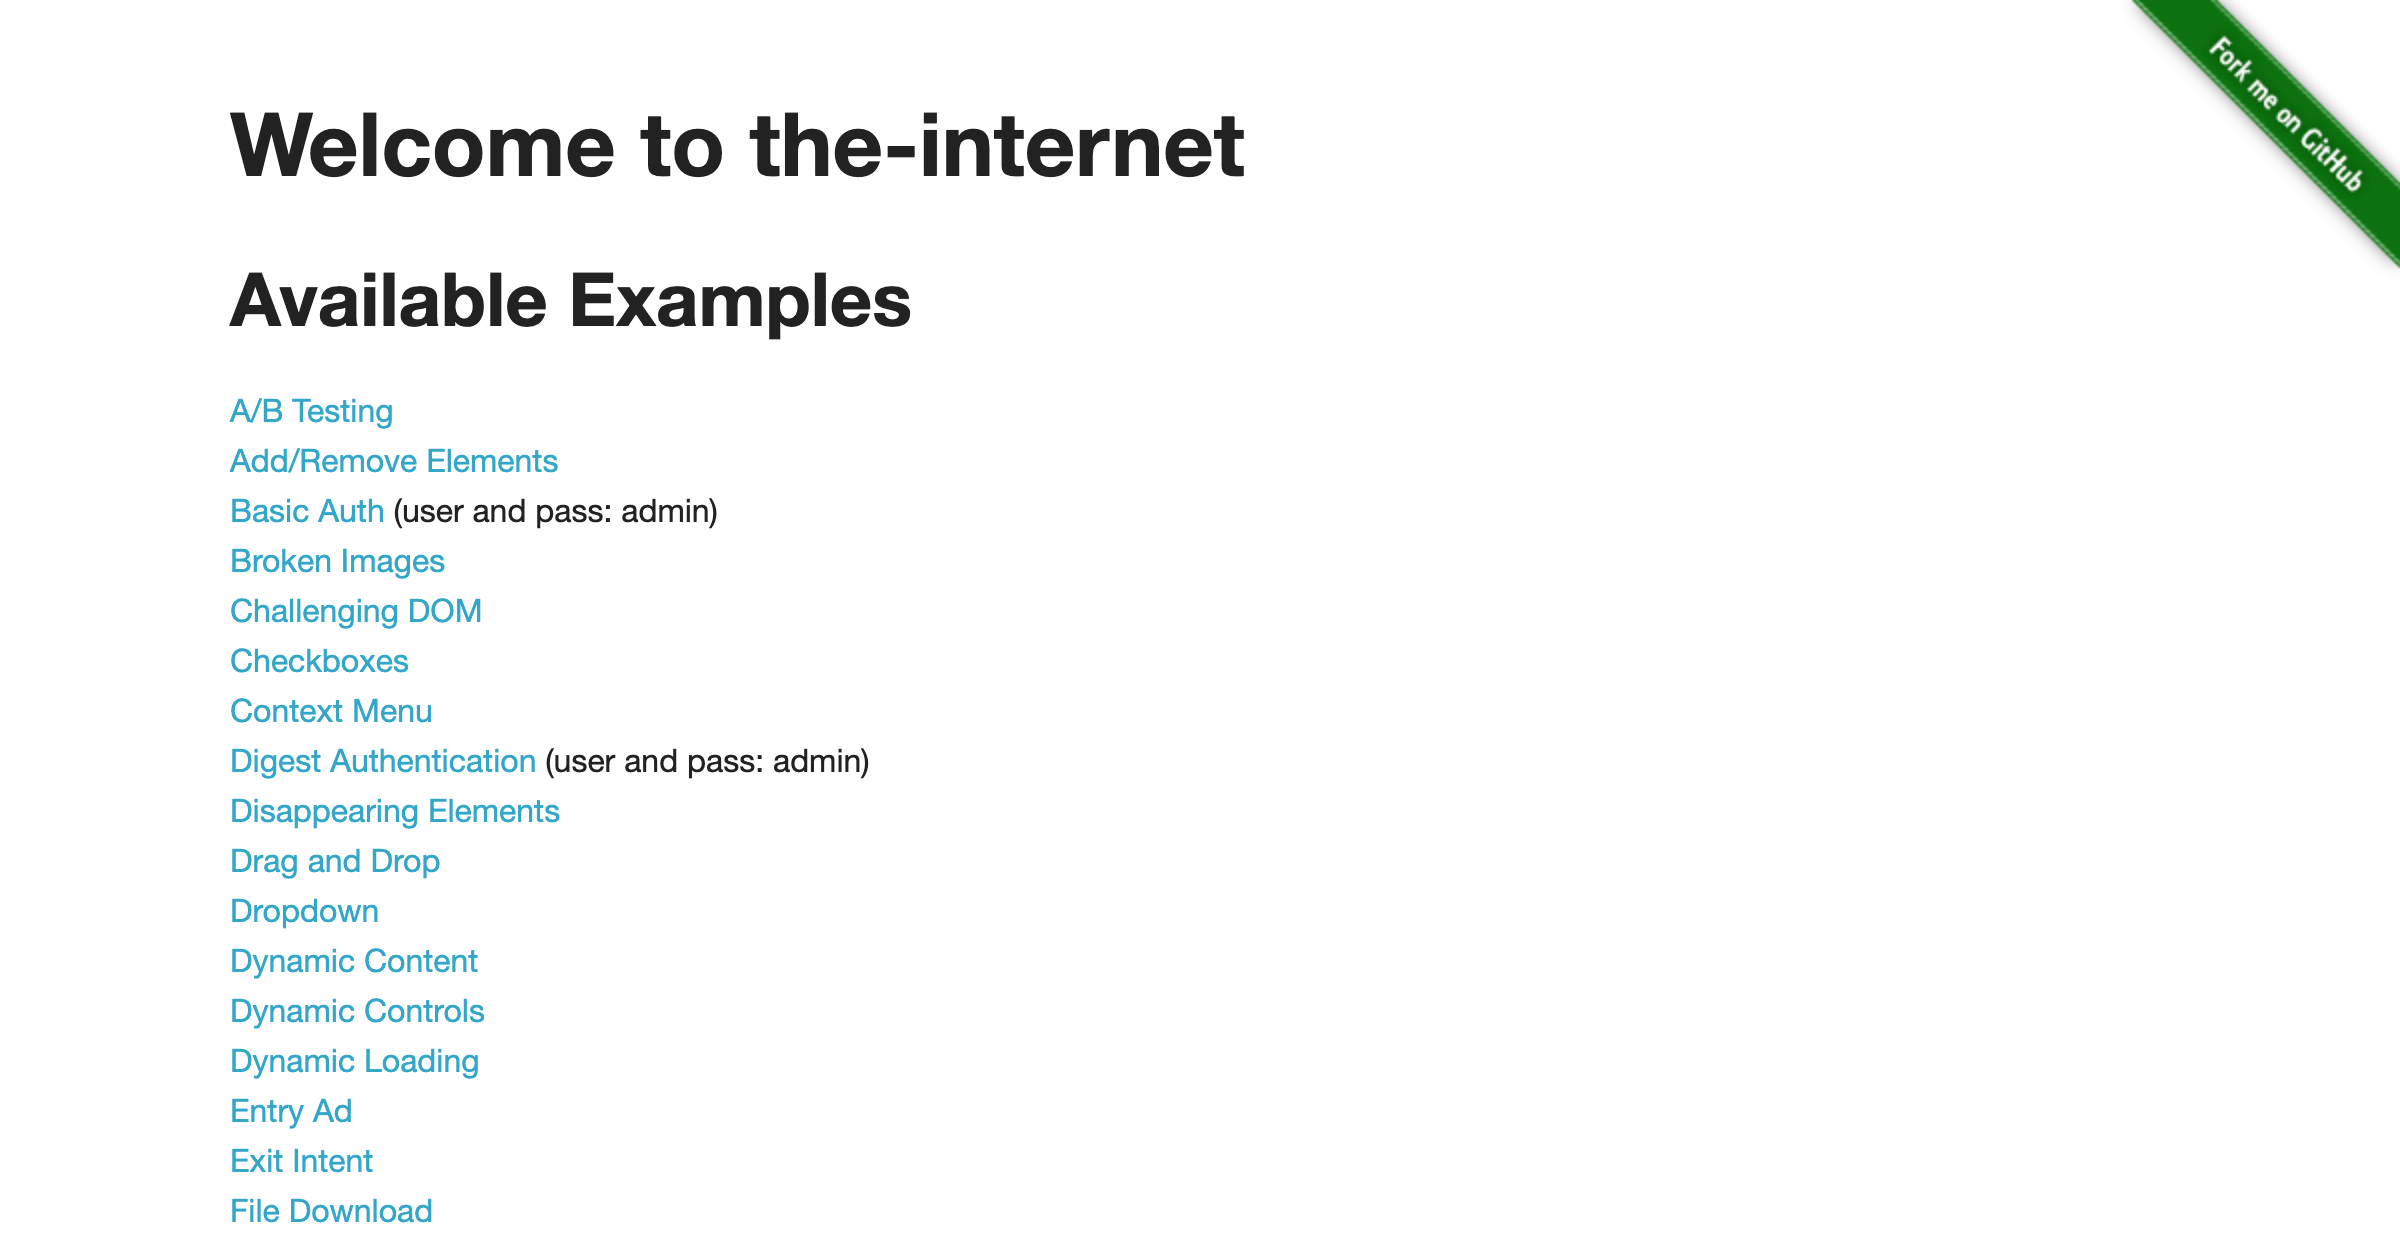 Fork me on GitHub
Welcome to the-internet
Available Examples
A/B Testing
Add/Remove Elements
Basic Auth (user and pass: admin)
Broken Images
Challenging DOM
Checkboxes
Context Menu
Digest Authentication (user and pass: admin)
Disappearing Elements
Drag and Drop
Dropdown
Dynamic Content
Dynamic Controls
Dynamic Loading
Entry Ad
Exit Intent
File Download